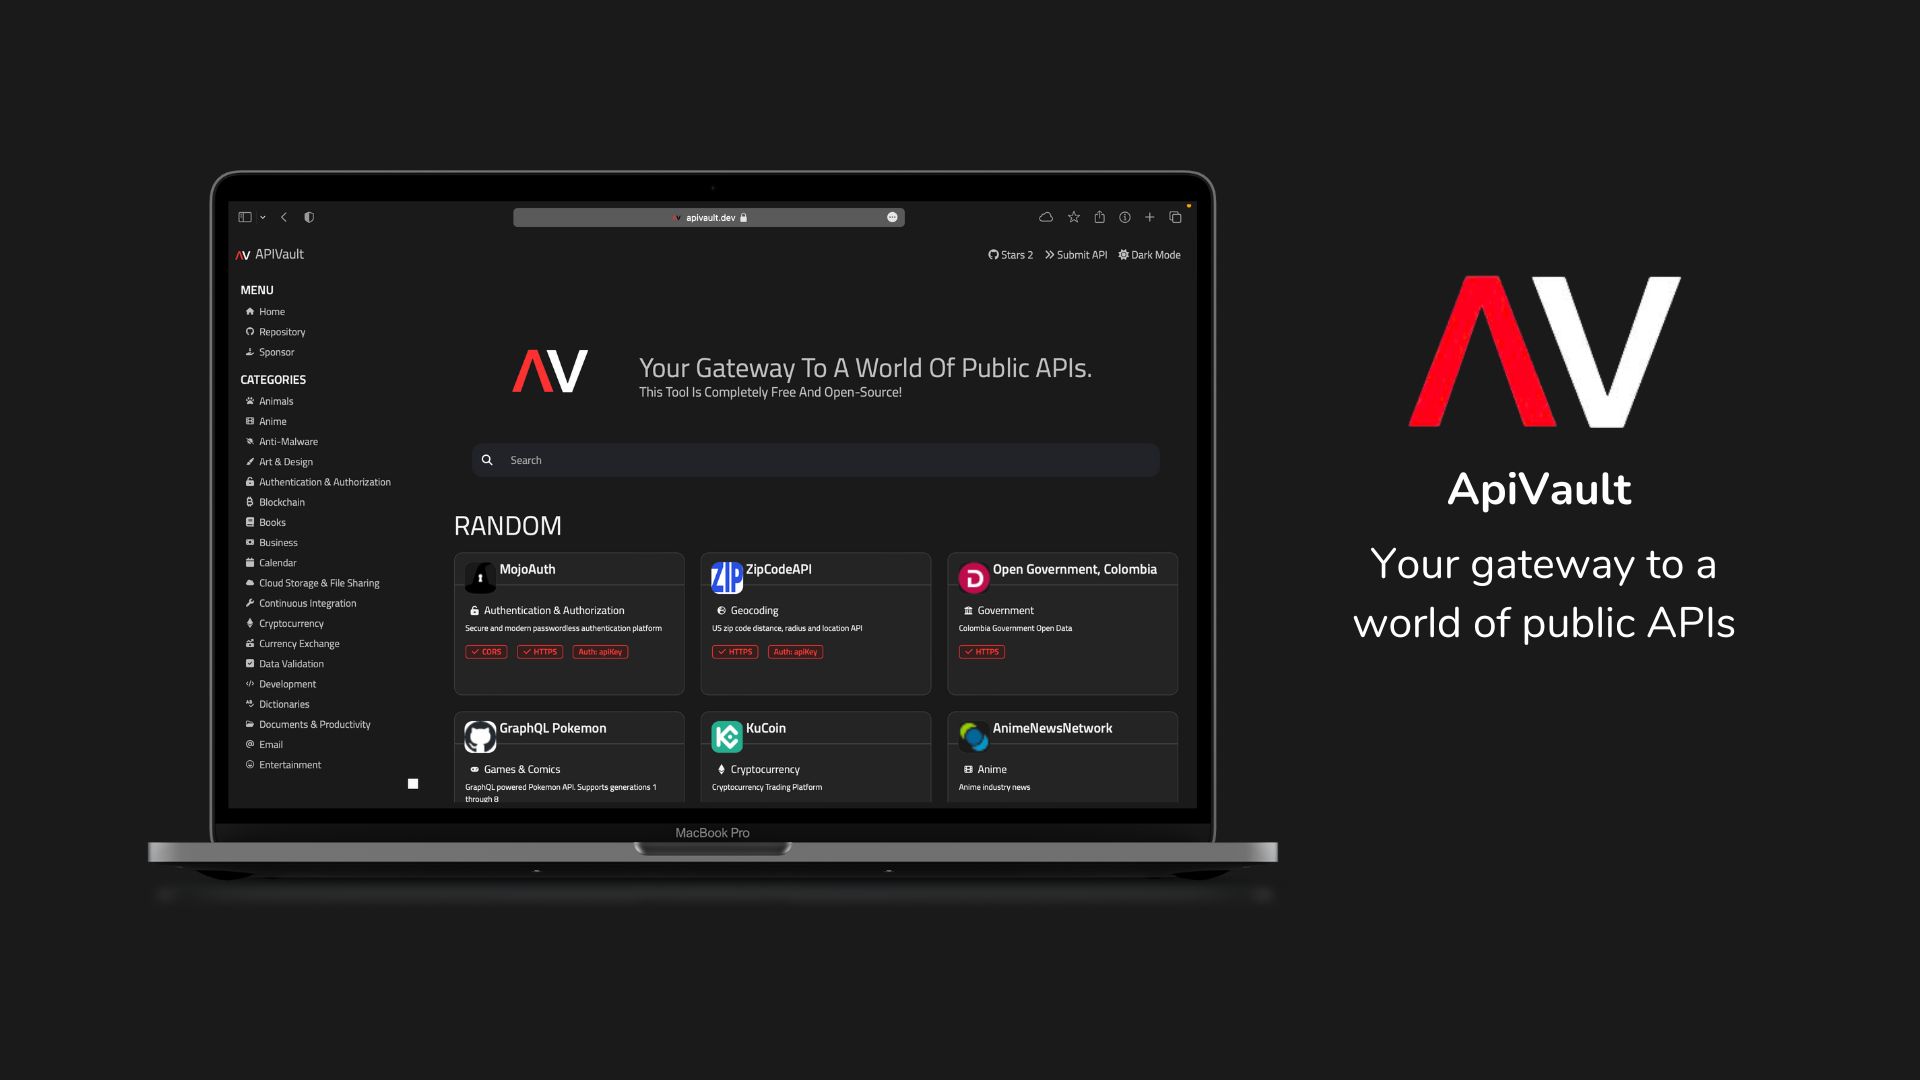 apivault.dev
APIVault
Stars 2
Submit API
Dark Mode
MENU
Home
Repository
Sponsor
CATEGORIES
Animals
Anime
Anti-Malware
Art & Design
Authentication & Authorization
Blockchain
Books
Business
Calendar
Cloud Storage & File Sharing
Continuous Integration
Cryptocurrency
Currency Exchange
Data Validation
Development
Dictionaries
Documents & Productivity
Email
Entertainment
AV
Your Gateway To A World Of Public APIs.
This Tool Is Completely Free And Open-Source!
Search
RANDOM
MojoAuth
Authentication & Authorization
Secure and modern passwordless authentication platform
CORS
HTTPS
Auth: apiKey
ZIP
ZipCodeAPI
Geocoding
US zip code distance, radius and location API
HTTPS
Auth: apiKey
Open Government, Colombia
Government
Colombia Government Open Data
HTTPS
GraphQL Pokemon
Games & Comics
GraphQL powered Pokemon API. Supports generations 1
through 8
KuCoin
Cryptocurrency
Cryptocurrency Trading Platform
AnimeNewsNetwork
Anime
Anime industry news
MacBook Pro
AV
ApiVault
Your gateway to a
world of public APIs